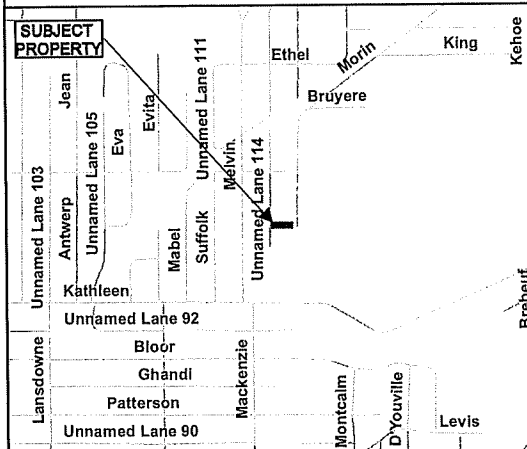 SUBJECT
PROPERTY
King
Kehoe
Ethel
Morin
Bruyere
Jean
Unnamed Lane 105
Eva
Evita
Unnamed Lane 111
Melvin
Unnamed Lane 114
Unnamed Lane 103
Antwerp
Mabel
Suffolk
Kathleen
Unnamed Lane 92
Brebeuf
Bloor
Ghandi
Lansdowne
Mackenzie
Patterson
Montcalm
D'Youville
Levis
Unnamed Lane 90